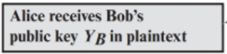 Alice receives Bob's
public key YB in plaintext